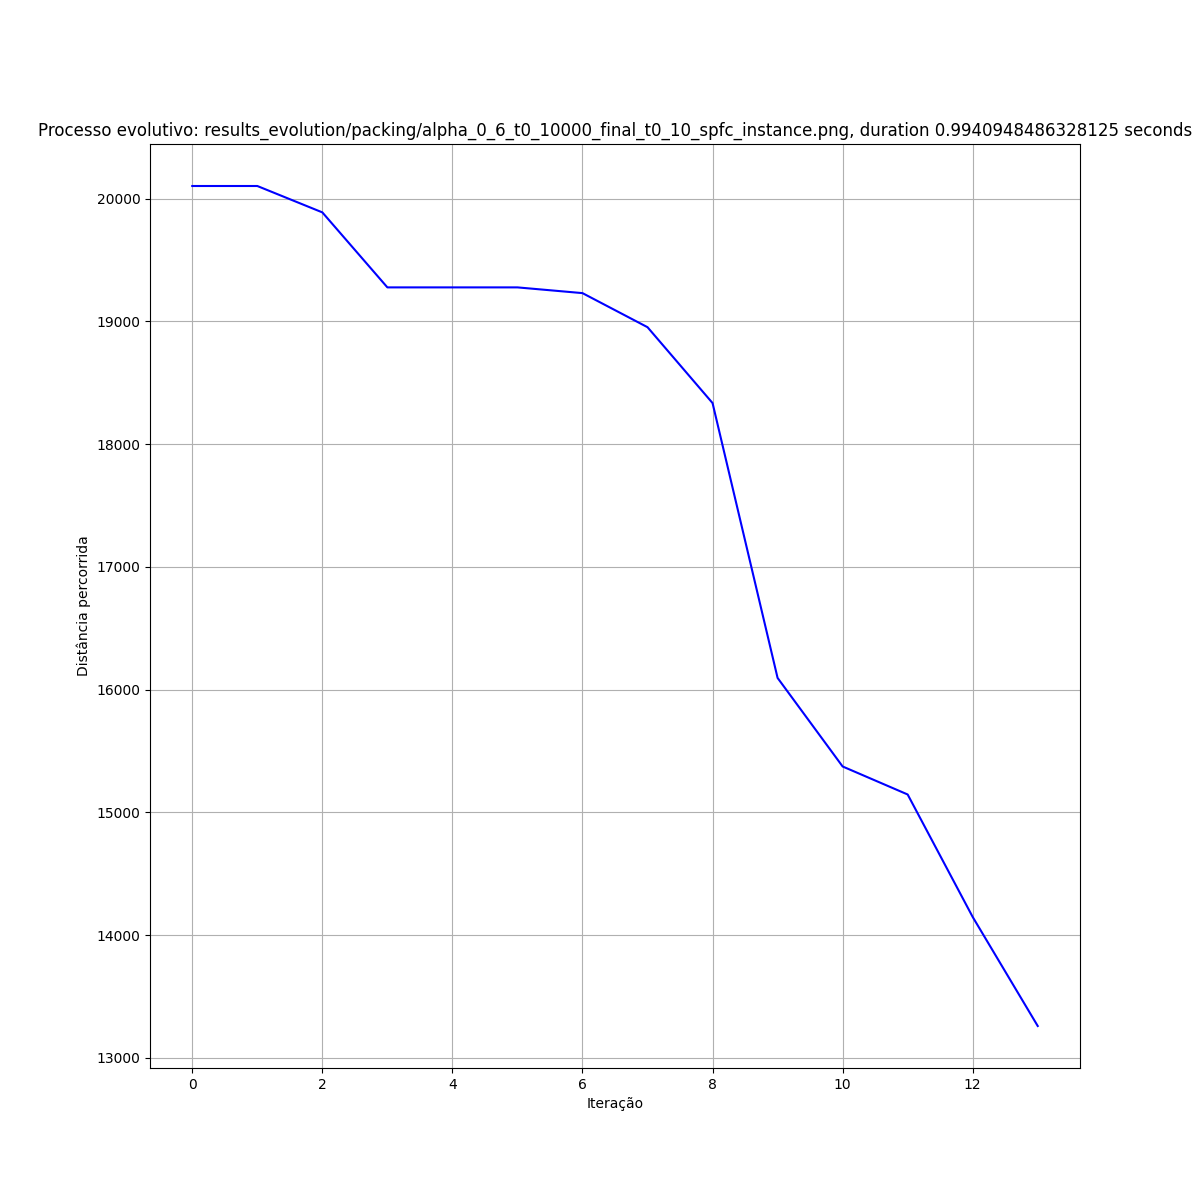 Processo evolutivo: results_evolution/packing/alpha_0_6_t0_10000_final_t0_10_spfc_instance.png, duration 0.9940948486328125 seconds
20000
19000
18000
17000
16000
15000
14000
13000
Distância percorrida
0 2 4 6 8 10 12
Iteração